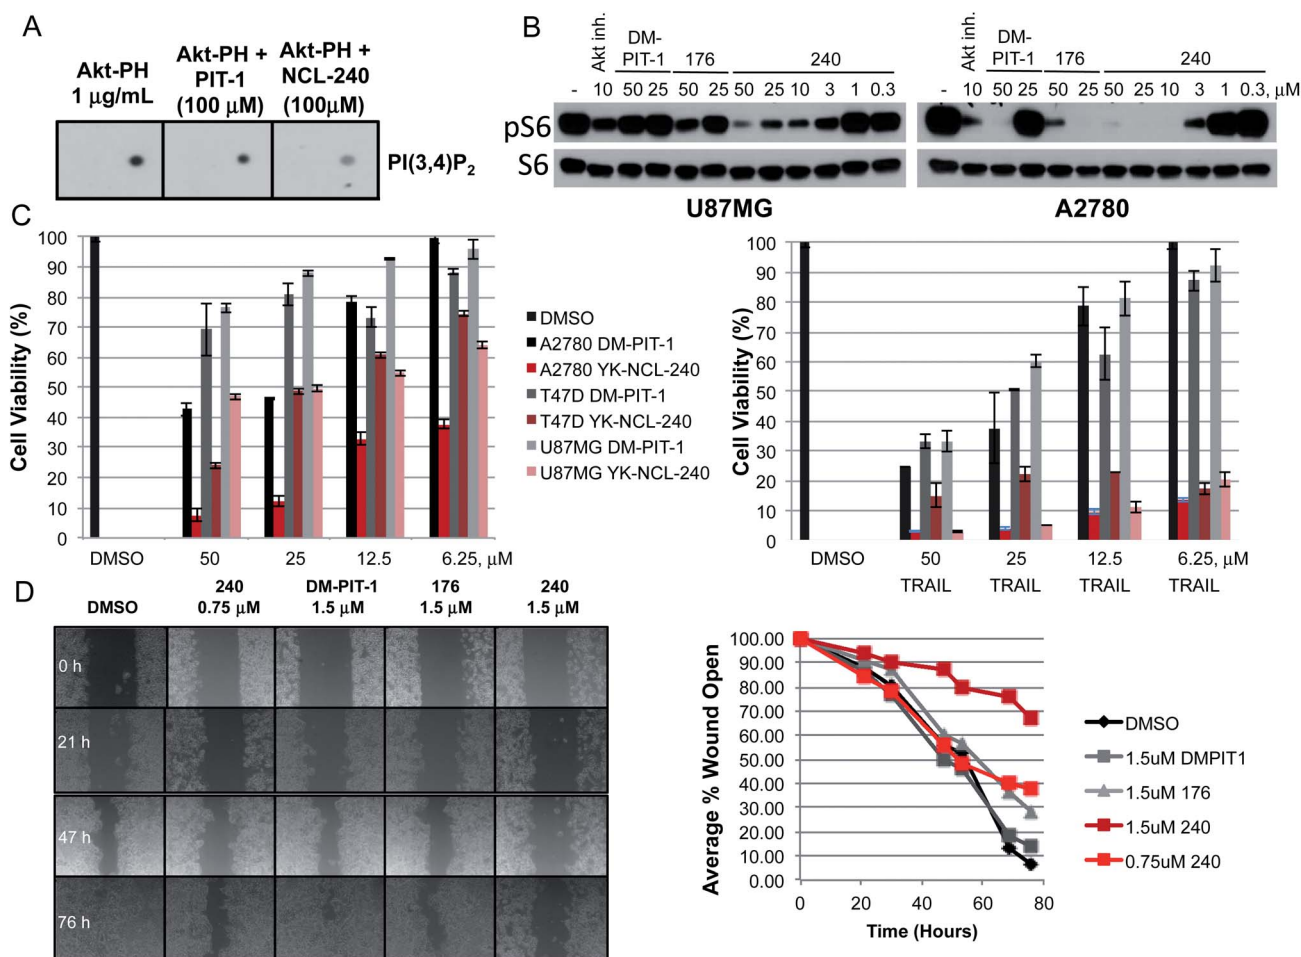 A
Akt-PH
1 μg/mL
Akt-PH +
PIT-1
(100 μM)
Akt-PH +
NCL-240
(100μM)
PI(3,4)P2
B
Akt inh.
DM-
PIT-1
176
240
- 10 50 25 50 25 50 25 10 3 1 0.3
Akt inh.
DM-
PIT-1
176
240
- 10 50 25 50 25 50 25 10 3 1 0.3, μM
pS6
S6
U87MG
A2780
C
Cell Viability (%)
100
90
80
70
60
50
40
30
20
10
0
DMSO 50 25 12.5 6.25, μM
DMSO
A2780 DM-PIT-1
A2780 YK-NCL-240
T47D DM-PIT-1
T47D YK-NCL-240
U87MG DM-PIT-1
U87MG YK-NCL-240
Cell Viability (%)
100
90
80
70
60
50
40
30
20
10
0
DMSO 50 25 12.5 6.25, μM
TRAIL TRAIL TRAIL TRAIL
D
DMSO
240
0.75 μM
DM-PIT-1
1.5 μM
176
1.5 μM
240
1.5 μM
0 h
21 h
47 h
76 h
Average % Wound Open
100.00
90.00
80.00
70.00
60.00
50.00
40.00
30.00
20.00
10.00
0.00
0 20 40 60 80
Time (Hours)
DMSO
1.5uM DMPIT1
1.5uM 176
1.5uM 240
0.75uM 240